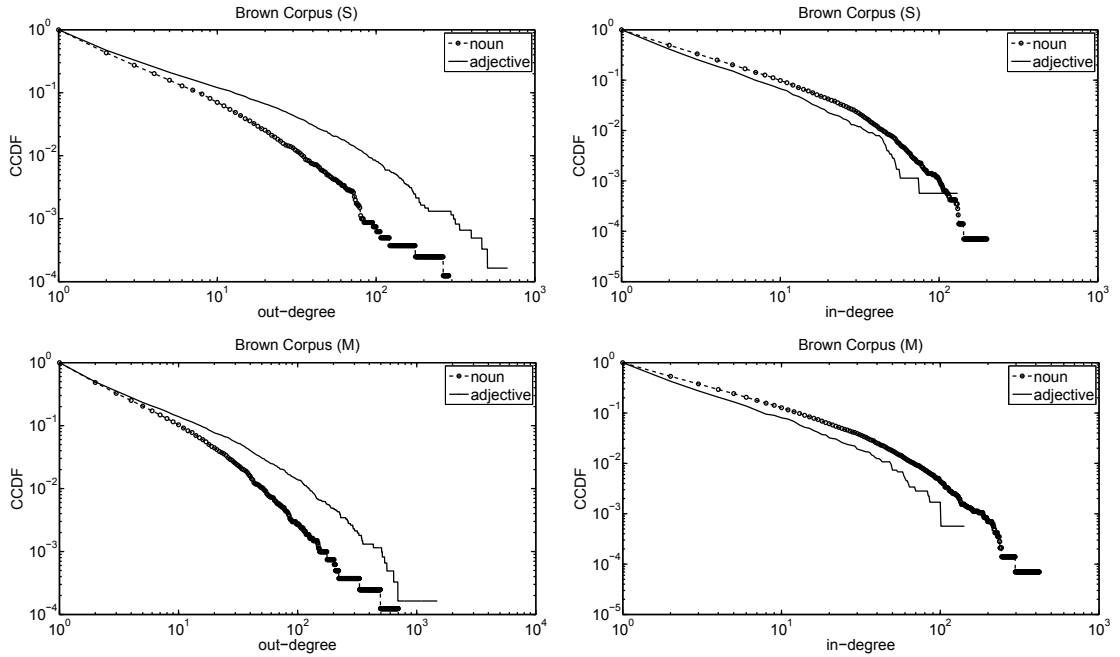 Brown Corpus (S)
10^0
10^-1
10^-2
10^-3
10^-4
CCDF
10^0
10^1
10^2
10^3
out-degree
noun
adjective
Brown Corpus (S)
10^0
10^-1
10^-2
10^-3
10^-4
10^-5
CCDF
10^0
10^1
10^2
10^3
in-degree
noun
adjective
Brown Corpus (M)
10^0
10^-1
10^-2
10^-3
10^-4
CCDF
10^0
10^1
10^2
10^3
10^4
out-degree
noun
adjective
Brown Corpus (M)
10^0
10^-1
10^-2
10^-3
10^-4
10^-5
CCDF
10^0
10^1
10^2
10^3
in-degree
noun
adjective